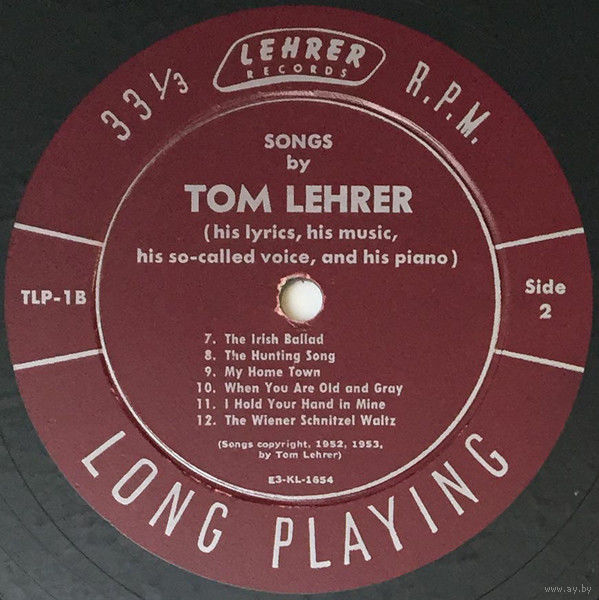 LEHRER
RECORDS
33 1/3 R.P.M.
SONGS
by
TOM LEHRER
(his lyrics, his music,
his so-called voice, and his piano)
TLP-1B
Side
2
7. The Irish Ballad
8. The Hunting Song
9. My Home Town
10. When You Are Old and Gray
11. I Hold Your Hand in Mine
12. The Wiener Schnitzel Waltz
(Songs copyright, 1952, 1953,
by Tom Lehrer)
E3-KL-1654
LONG PLAYING
www.ay.by